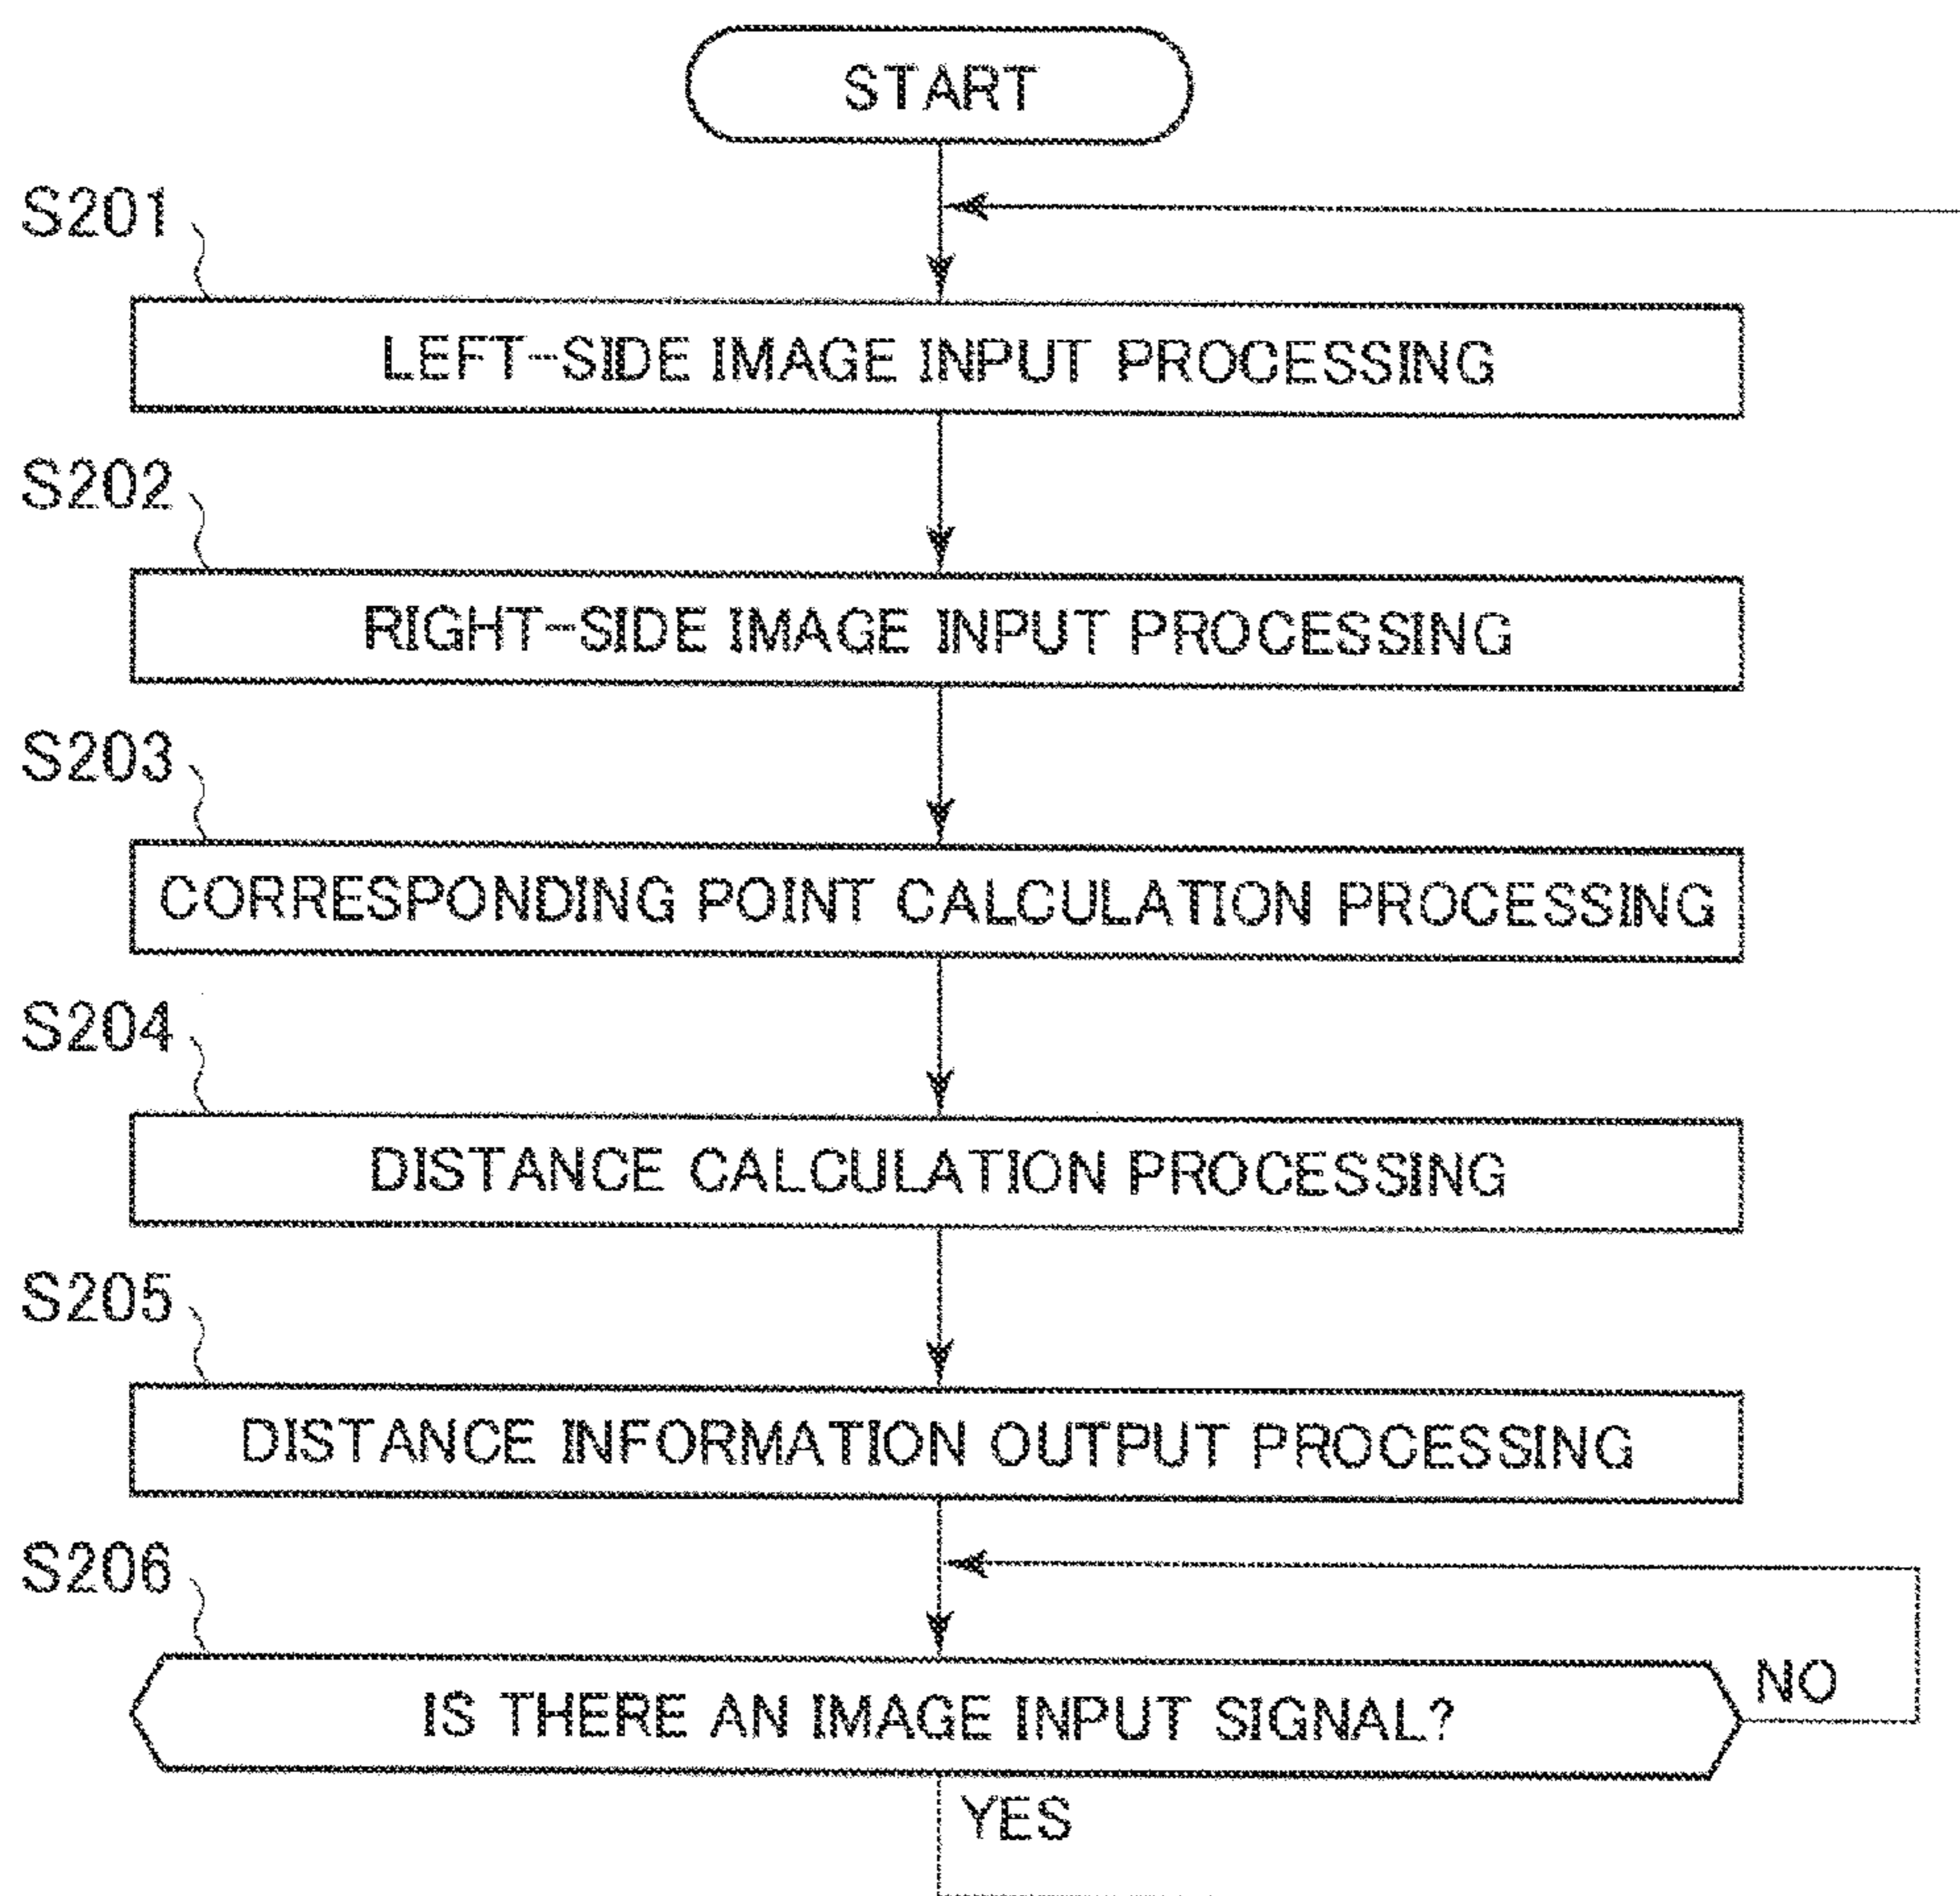 START
S201
LEFT-SIDE IMAGE INPUT PROCESSING
S202
RIGHT-SIDE IMAGE INPUT PROCESSING
S203
CORRESPONDING POINT CALCULATION PROCESSING
S204
DISTANCE CALCULATION PROCESSING
S205
DISTANCE INFORMATION OUTPUT PROCESSING
S206
IS THERE AN IMAGE INPUT SIGNAL?
NO
YES